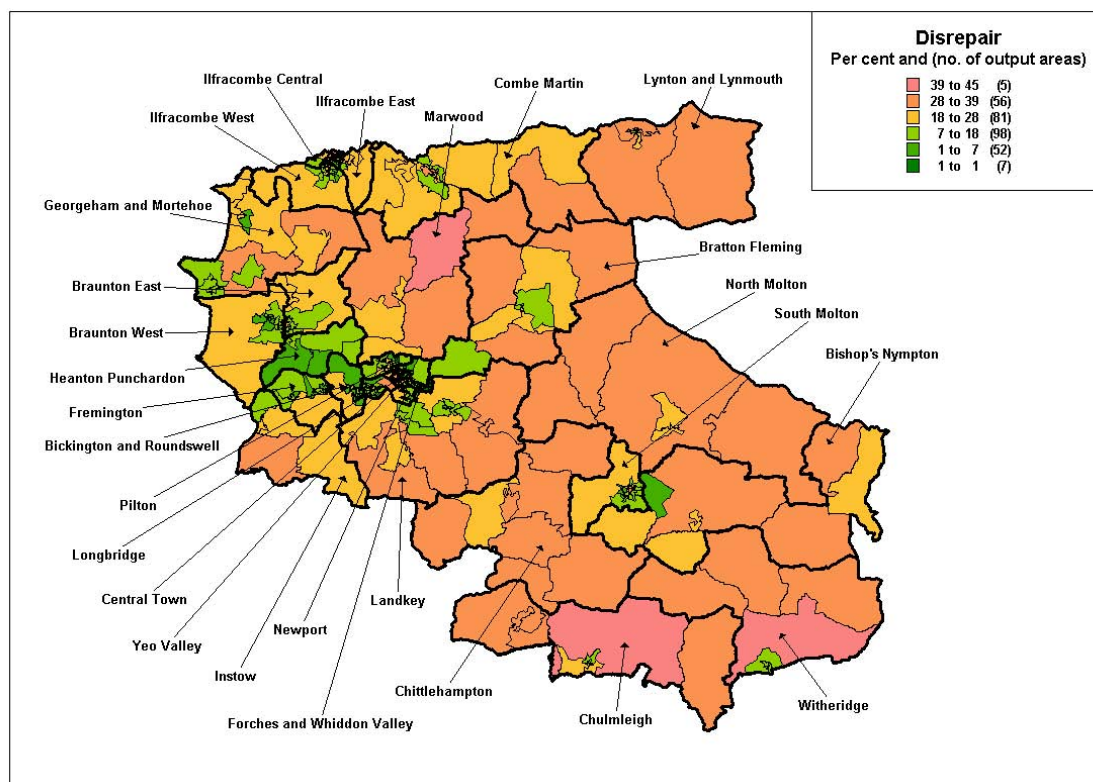 Disrepair
Per cent and (no. of output areas)
39 to 45 (5)
28 to 39 (56)
18 to 28 (81)
7 to 18 (98)
1 to 7 (52)
1 to 1 (7)
Ilfracombe Central
Ilfracombe East
Ilfracombe West
Marwood
Combe Martin
Lynton and Lynmouth
Georgeham and Mortehoe
Bratton Fleming
Braunton East
North Molton
South Molton
Braunton West
Bishop's Nympton
Heanton Punchardon
Fremington
Bickington and Roundswell
Pilton
Longbridge
Central Town
Landkey
Newport
Yeo Valley
Instow
Chittlehampton
Forches and Whiddon Valley
Chulmleigh
Witheridge